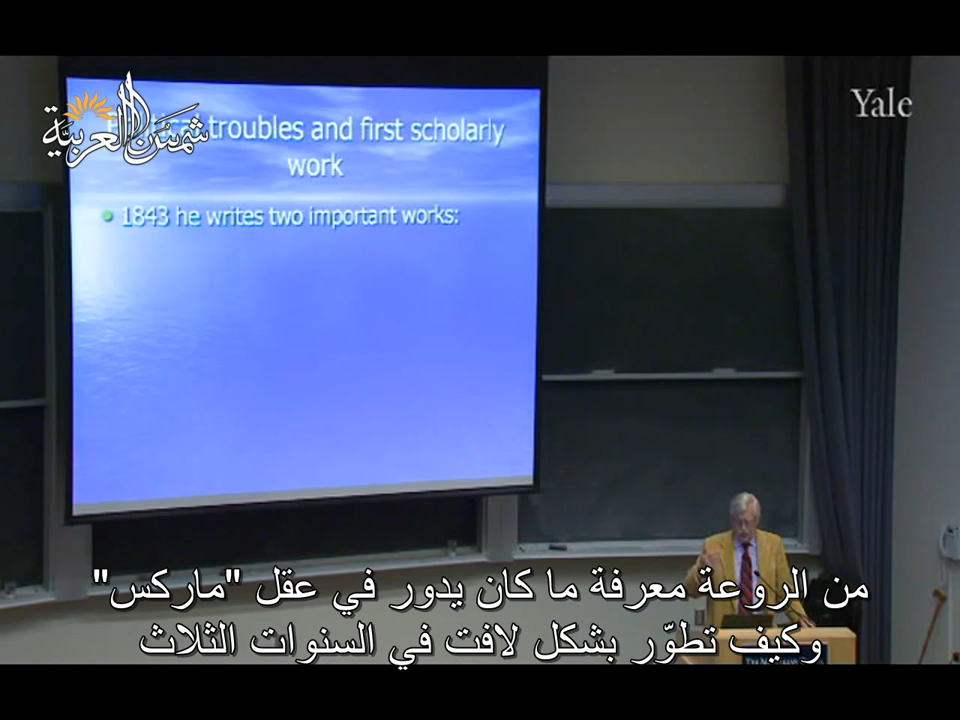 شمس العربية
Yale
troubles and first scholarly
work
• 1843 he writes two important works:
من الروعة معرفة ما كان يدور في عقل "ماركس"
وكيف تطوّر بشكل لافت في السنوات الثلاث